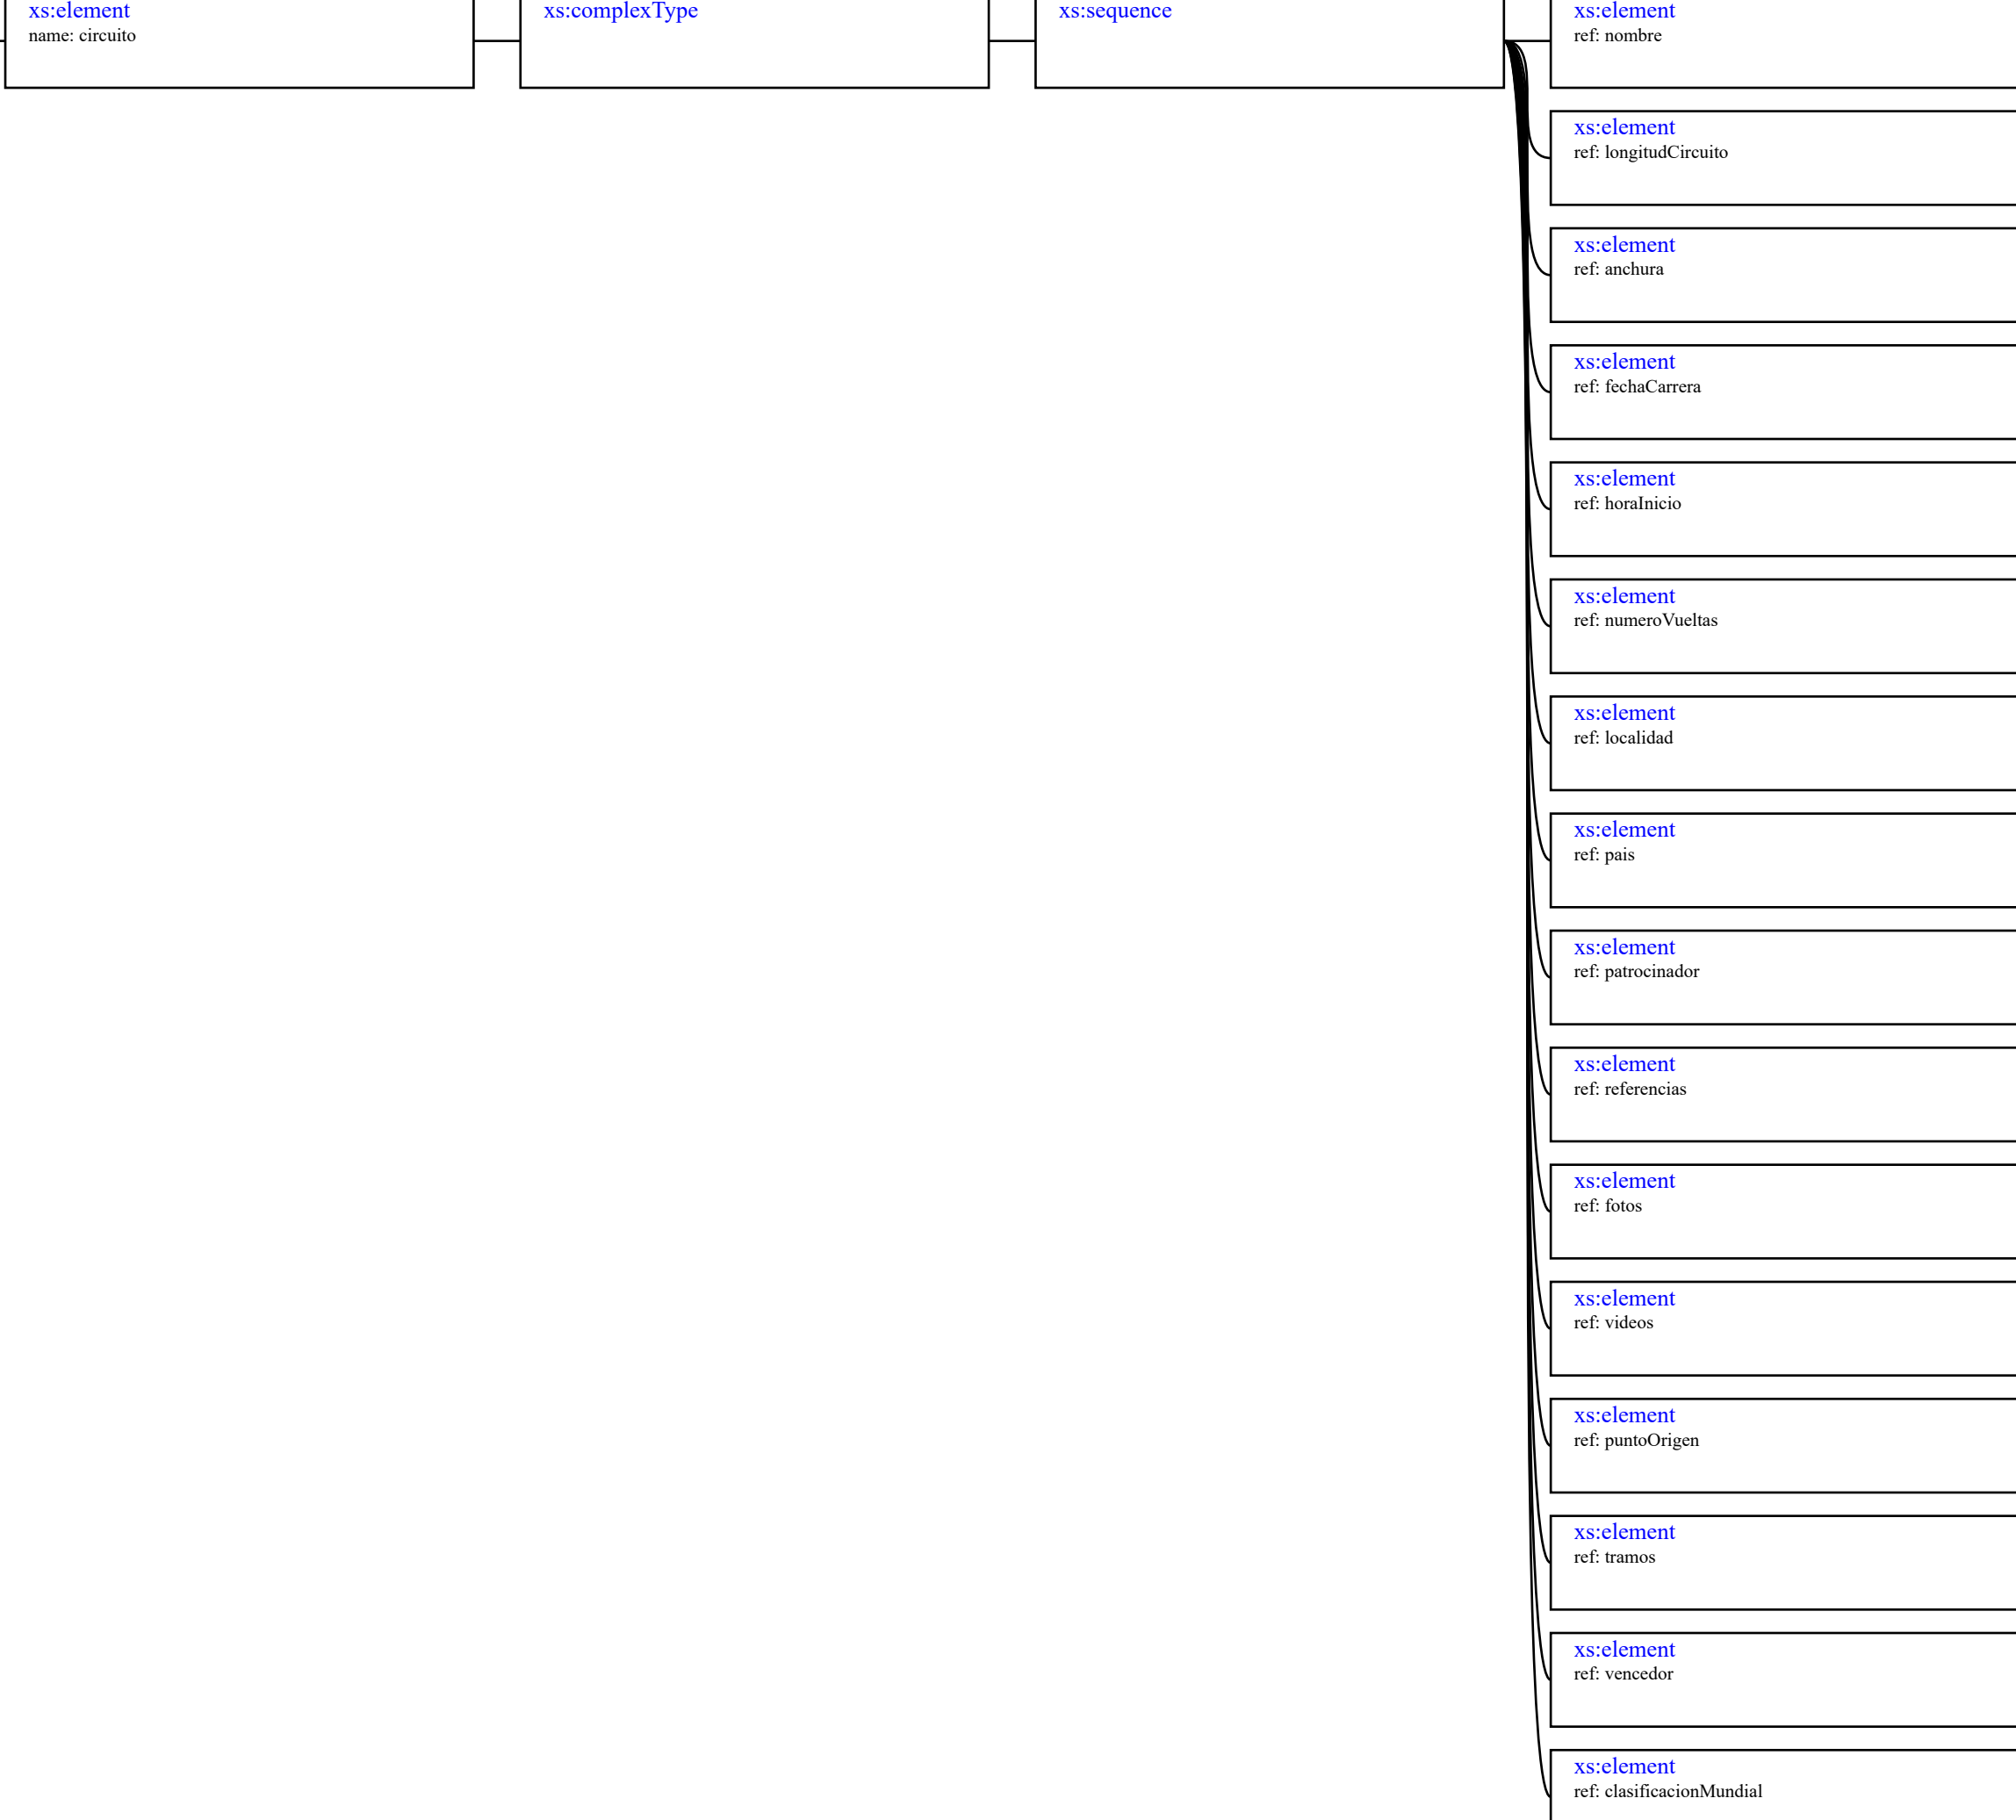 xs:element
name: circuito
xs:complexType
xs:sequence
xs:element
ref: nombre
xs:element
ref: longitudCircuito
xs:element
ref: anchura
xs:element
ref: fechaCarrera
xs:element
ref: horaInicio
xs:element
ref: numeroVueltas
xs:element
ref: localidad
xs:element
ref: pais
xs:element
ref: patrocinador
xs:element
ref: referencias
xs:element
ref: fotos
xs:element
ref: videos
xs:element
ref: puntoOrigen
xs:element
ref: tramos
xs:element
ref: vencedor
xs:element
ref: clasificacionMundial